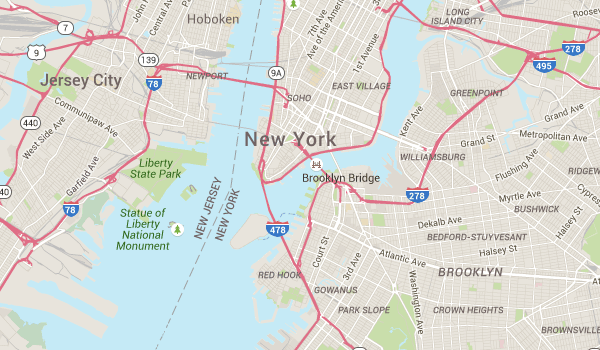 Hoboken
John F
Central Ave
Palisade
7th Ave
Ave of the Americas
1st Avenue
LONG
ISLAND CITY
Roosev
7
9
139
78
9A
278
495
Jersey City
NEWPORT
SOHO
EAST VILLAGE
GREENPOINT
Communipaw Ave
440
West Side Ave
New York
Kent Ave
Grand St
Grand Ave
Metropolitan Ave
WILLIAMSBURG
Flushing Ave
RIDGEW
Liberty
State Park
Garfield Ave
Brooklyn Bridge
40
78
278
Myrtle Ave
Cypres
BUSHWICK
Halsey St
NEW JERSEY
NEW YORK
Statue of
Liberty
National
Monument
478
Dekalb Ave
BEDFORD-STUYVESANT
Halsey St
Court St
3rd Ave
Atlantic Ave
Washington Ave
BROOKLYN
RED HOOK
GOWANUS
PARK SLOPE
CROWN HEIGHTS
BROWNSVILL